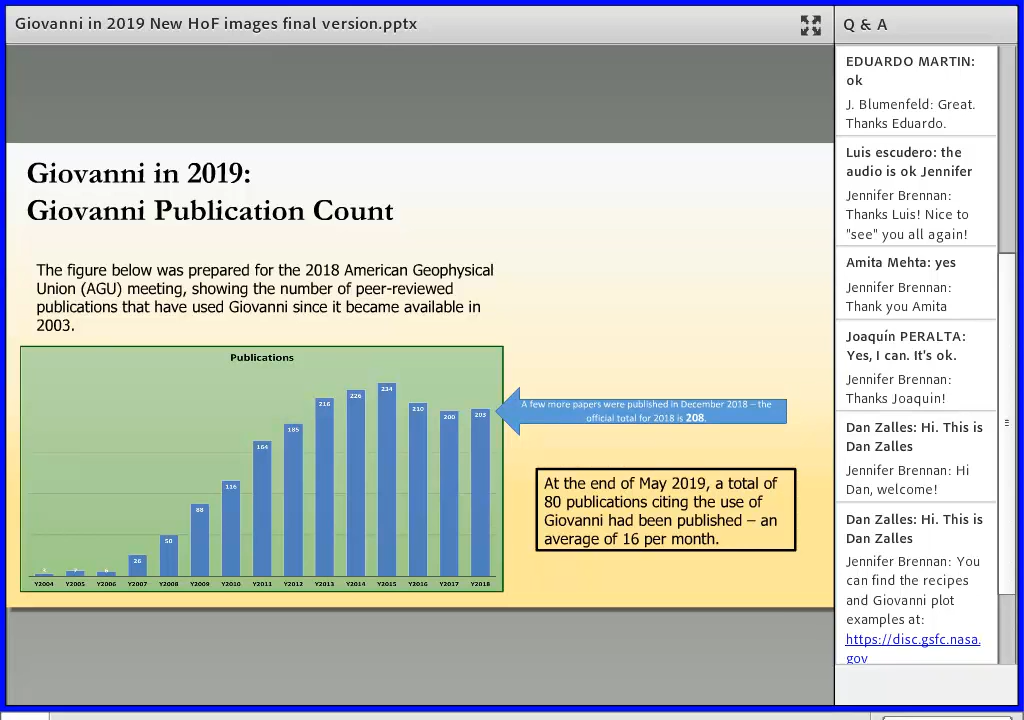 Giovanni in 2019 New HoF images final version.pptx
Giovanni in 2019:
Giovanni Publication Count
The figure below was prepared for the 2018 American Geophysical
Union (AGU) meeting, showing the number of peer-reviewed
publications that have used Giovanni since it became available in
2003.
Publications
7 6 26 50 88 116 164 185 216 226 234 210 200 203
Y2004 Y2005 Y2006 Y2007 Y2008 Y2009 Y2010 Y2011 Y2012 Y2013 Y2014 Y2015 Y2016 Y2017 Y2018
A few more papers were published in December 2018 – the
official total for 2018 is 208.
At the end of May 2019, a total of
80 publications citing the use of
Giovanni had been published – an
average of 16 per month.
Q & A
EDUARDO MARTIN:
ok
J. Blumenfeld: Great.
Thanks Eduardo.
Luis escudero: the
audio is ok Jennifer
Jennifer Brennan:
Thanks Luis! Nice to
"see" you all again!
Amita Mehta: yes
Jennifer Brennan:
Thank you Amita
Joaquín PERALTA:
Yes, I can. It's ok.
Jennifer Brennan:
Thanks Joaquin!
Dan Zalles: Hi. This is
Dan Zalles
Jennifer Brennan: Hi
Dan, welcome!
Dan Zalles: Hi. This is
Dan Zalles
Jennifer Brennan: You
can find the recipes
and Giovanni plot
examples at:
https://disc.gsfc.nasa.
gov